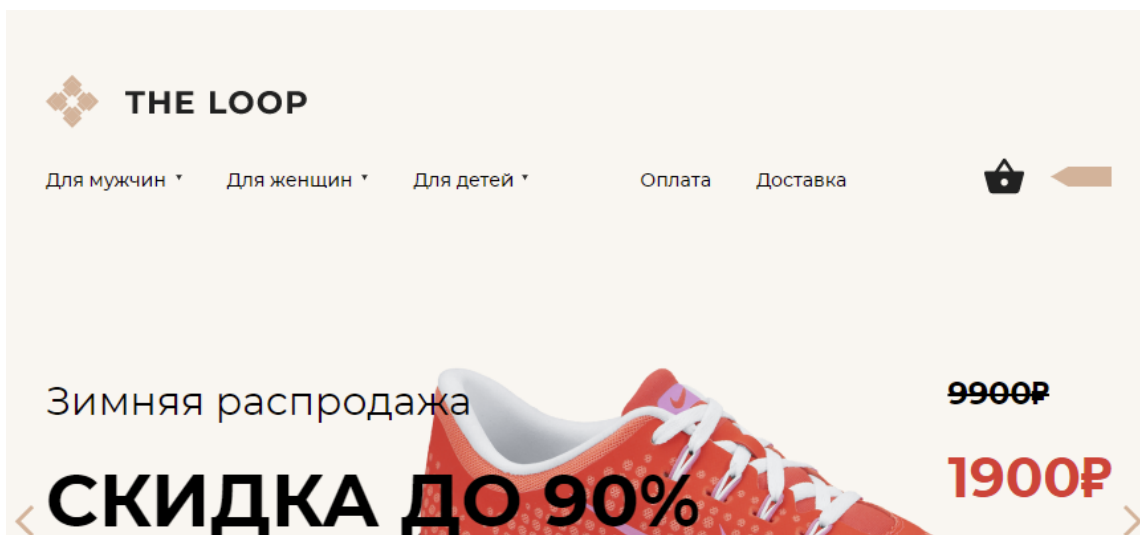 THE LOOP
Для мужчин Для женщин Для детей Оплата Доставка
Зимняя распродажа
9900₽
СКИДКА ДО 90%
1900₽